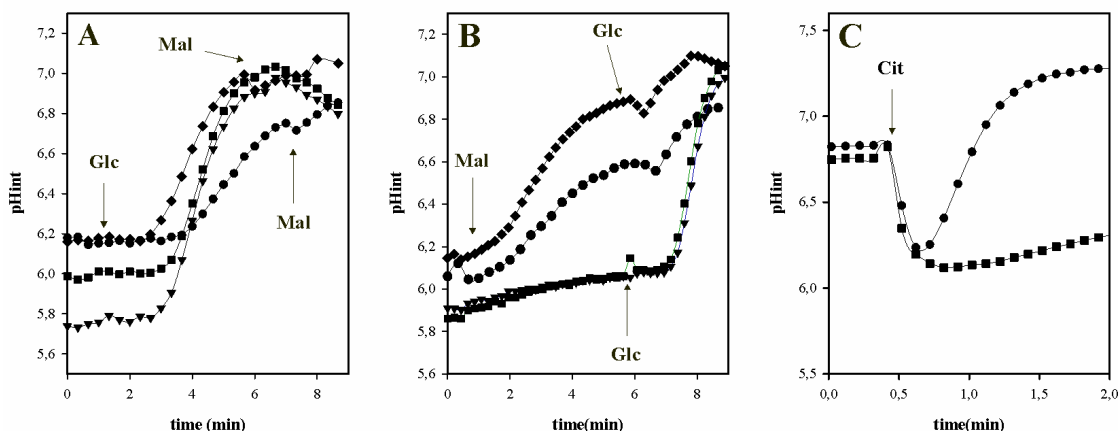 A
7,2
7,0
6,8
6,6
6,4
6,2
6,0
5,8
5,6
pHint
Mal
Glc
Mal
0 2 4 6 8
time (min)
B
7,2
7,0
6,8
6,6
6,4
6,2
6,0
5,8
5,6
pHint
Glc
Mal
Glc
0 2 4 6 8
time(min)
C
7,5
7,0
6,5
6,0
5,5
pHint
Cit
0,0 0,5 1,0 1,5 2,0
time(min)